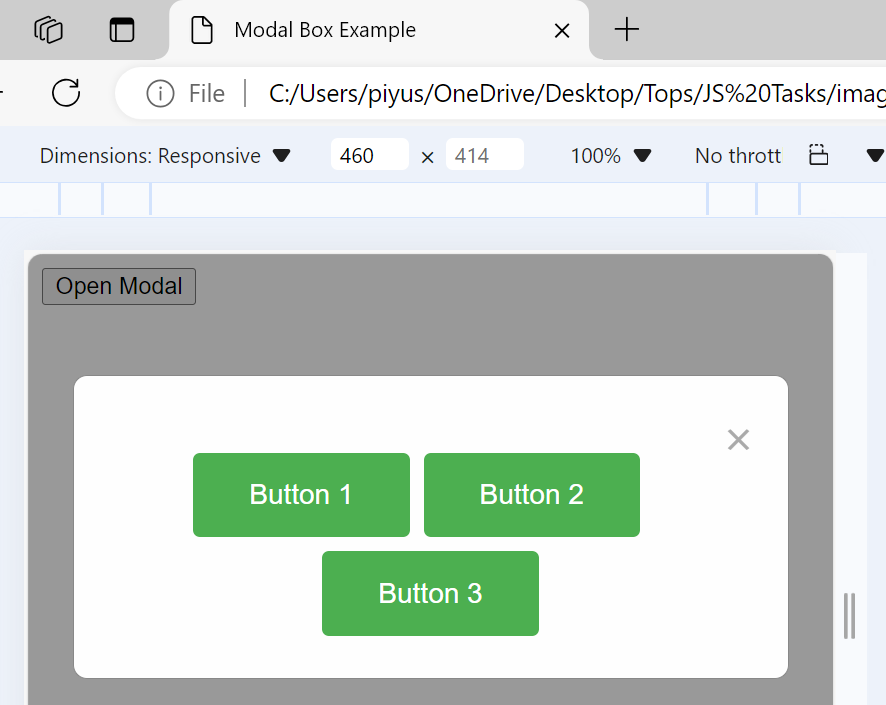 Modal Box Example
File C:/Users/piyus/OneDrive/Desktop/Tops/JS%20Tasks/imag
Dimensions: Responsive 460 × 414 100% No thrott
Open Modal
×
Button 1 Button 2
Button 3